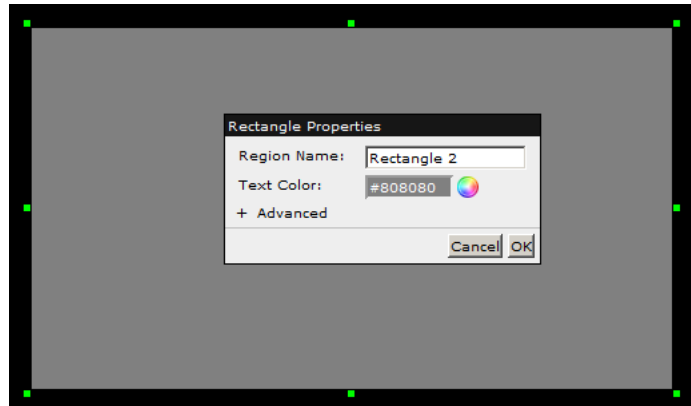 Rectangle Properties
Region Name: Rectangle 2
Text Color: #808080
+ Advanced
Cancel OK